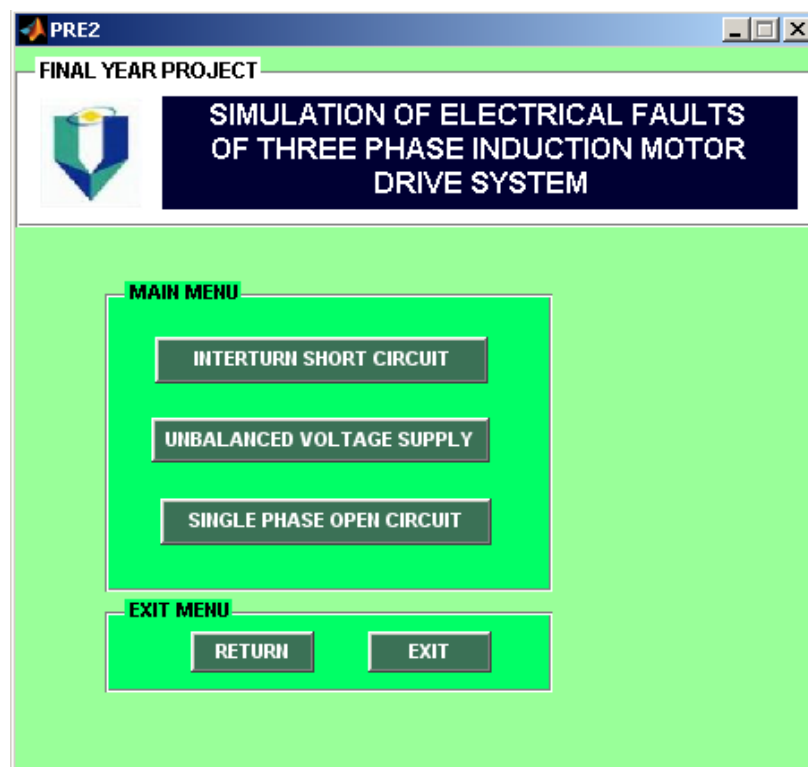 PRE2
FINAL YEAR PROJECT
SIMULATION OF ELECTRICAL FAULTS
OF THREE PHASE INDUCTION MOTOR
DRIVE SYSTEM
MAIN MENU
INTERTURN SHORT CIRCUIT
UNBALANCED VOLTAGE SUPPLY
SINGLE PHASE OPEN CIRCUIT
EXIT MENU
RETURN EXIT